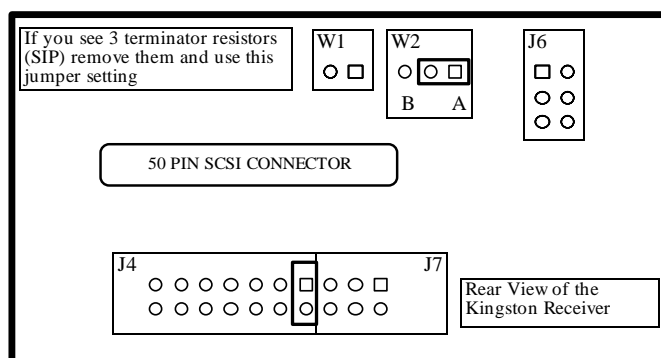 If you see 3 terminator resistors
(SIP) remove them and use this
jumper setting
W1
W2
B A
J6
50 PIN SCSI CONNECTOR
J4
J7
Rear View of the
Kingston Receiver